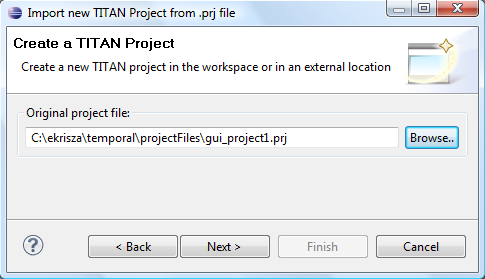 Import new TITAN Project from .prj file
Create a TITAN Project
Create a new TITAN project in the workspace or in an external location
Original project file:
C:\ekrisza\temporal\projectFiles\gui_project1.prj
Browse..
?
< Back
Next >
Finish
Cancel